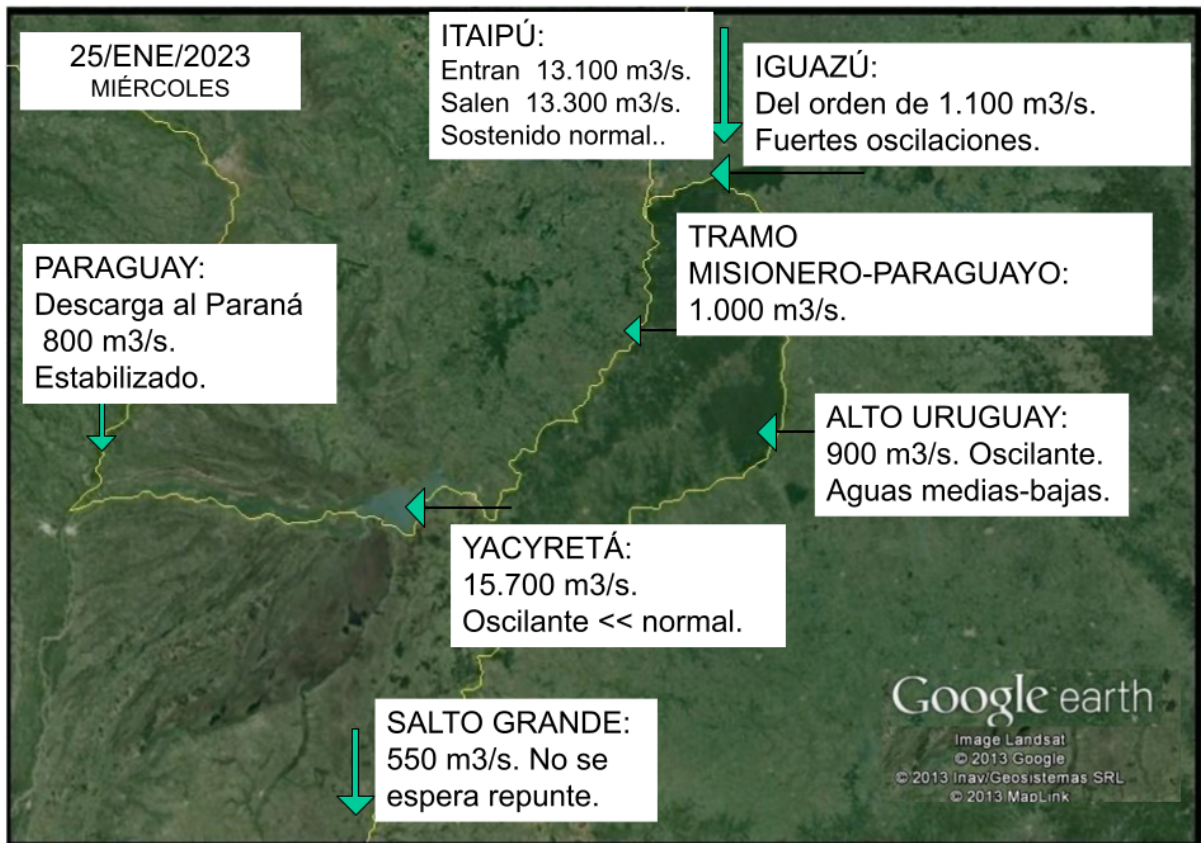 25/ENE/2023
MIÉRCOLES
ITAIPÚ:
Entran 13.100 m3/s.
Salen 13.300 m3/s.
Sostenido normal..
IGUAZÚ:
Del orden de 1.100 m3/s.
Fuertes oscilaciones.
TRAMO
MISIONERO-PARAGUAYO:
1.000 m3/s.
PARAGUAY:
Descarga al Paraná
800 m3/s.
Estabilizado.
ALTO URUGUAY:
900 m3/s. Oscilante.
Aguas medias-bajas.
YACYRETÁ:
15.700 m3/s.
Oscilante << normal.
SALTO GRANDE:
550 m3/s. No se
espera repunte.
Google earth
Image Landsat
© 2013 Google
© 2013 Inav/Geosistemas SRL
© 2013 MapLink